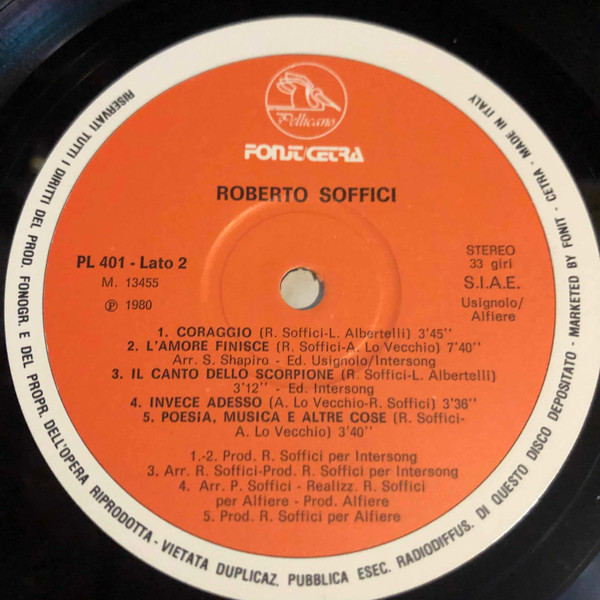 Pellicano
FONIT/CETRA
ROBERTO SOFFICI
PL 401 - Lato 2
M. 13455
℗ 1980
STEREO
33 giri
S.I.A.E.
Usignolo/
Alfiere
1. CORAGGIO (R. Soffici-L. Albertelli) 3'45"
2. L'AMORE FINISCE (R. Soffici-A. Lo Vecchio) 7'40"
Arr. S. Shapiro - Ed. Usignolo/Intersong
3. IL CANTO DELLO SCORPIONE (R. Soffici-L. Albertelli)
3'12" - Ed. Intersong
4. INVECE ADESSO (A. Lo Vecchio-R. Soffici) 3'36"
5. POESIA, MUSICA E ALTRE COSE (R. Soffici-
A. Lo Vecchio) 3'40"
1.-2. Prod. R. Soffici per Intersong
3. Arr. R. Soffici-Prod. R. Soffici per Intersong
4. Arr. P. Soffici - Realizz. R. Soffici
per Alfiere - Prod. Alfiere
5. Prod. R. Soffici per Alfiere
RISERVATI TUTTI I DIRITTI DEL PROD. FONOGR. E DEL PROPR. DELL'OPERA RIPRODOTTA - VIETATA DUPLICAZ. PUBBLICA ESEC. RADIODIFFUS. DI QUESTO DISCO DEPOSITATO - MARKETED BY FONIT - CETRA - MADE IN ITALY